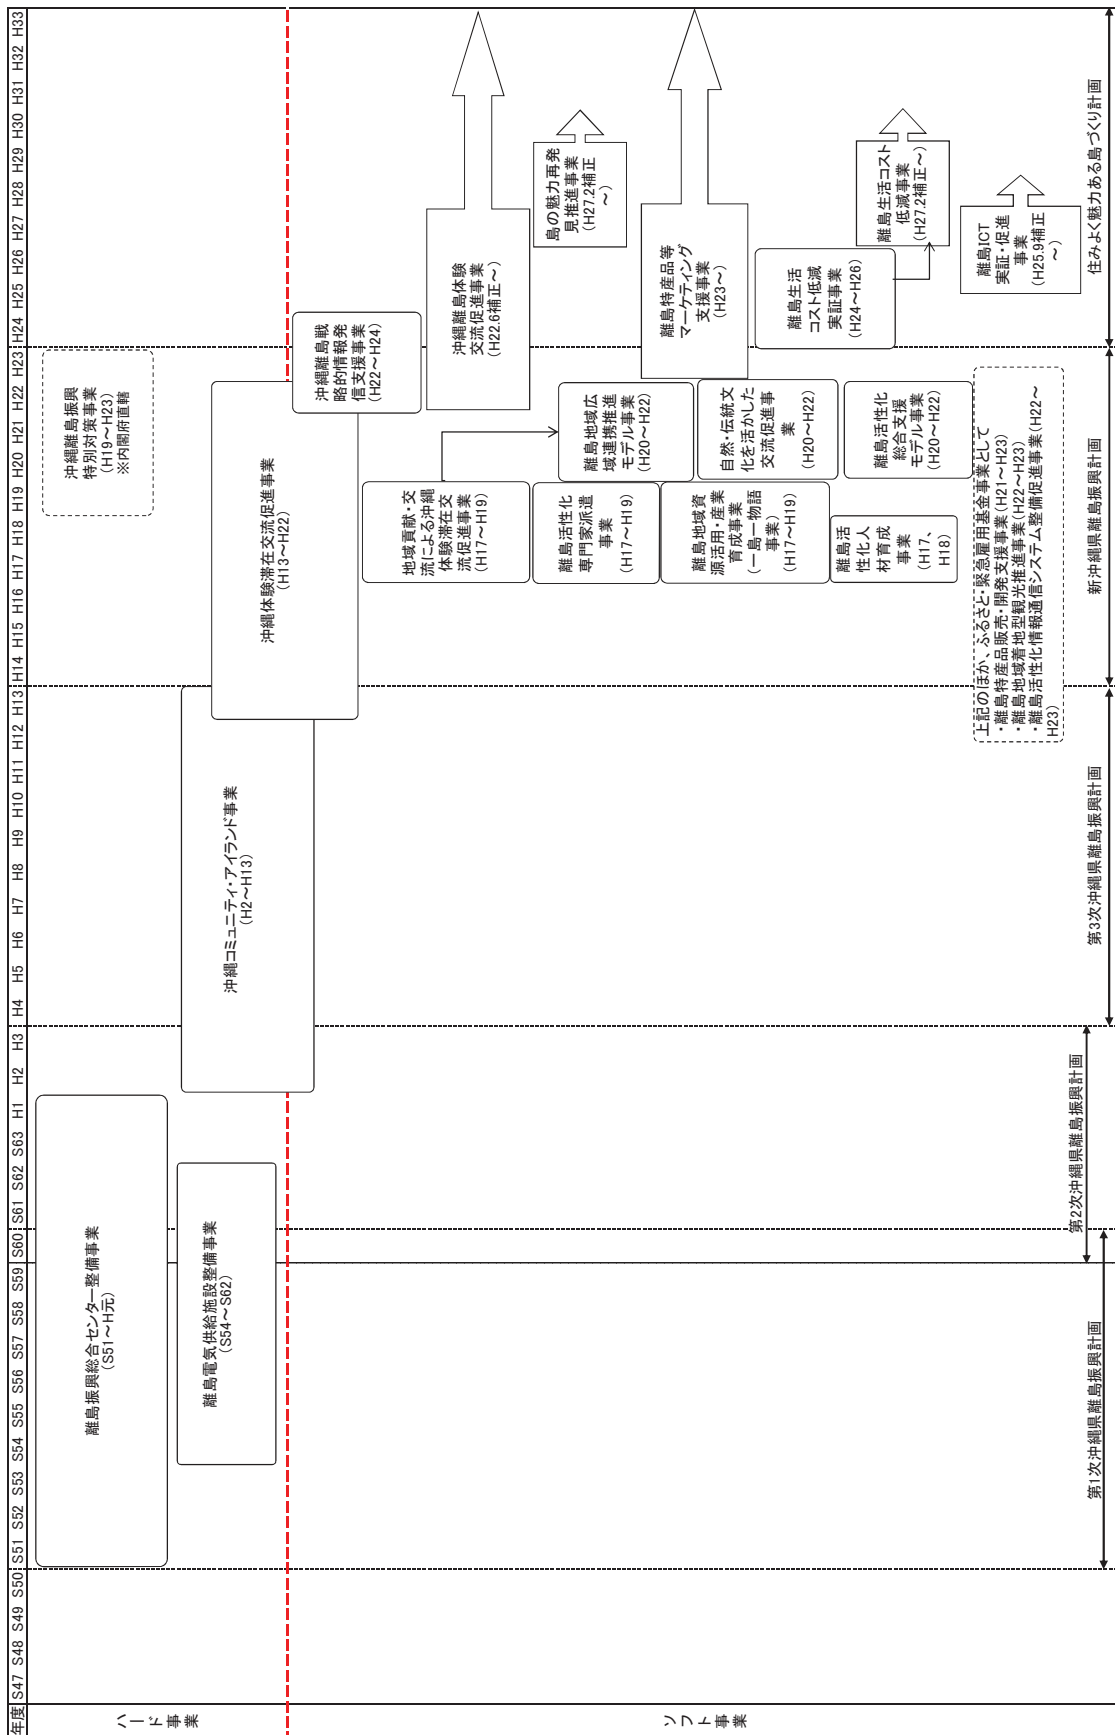 年度 S47 S48 S49 S50 S51 S52 S53 S54 S55 S56 S57 S58 S59 S60 S61 S62 S63 H1 H2 H3 H4 H5 H6 H7 H8 H9 H10 H11 H12 H13 H14 H15 H16 H17 H18 H19 H20 H21 H22 H23 H24 H25 H26 H27 H28 H29 H30 H31 H32 H33
ハード事業
離島振興総合センター整備事業
(S51～H元)
離島電気供給施設整備事業
(S54～S62)
沖縄コミュニティ・アイランド事業
(H2～H13)
沖縄体験滞在交流促進事業
(H13～H22)
沖縄離島振興
特別対策事業
(H19～H23)
※内閣府直轄
ソフト事業
沖縄離島戦
略的情報発
信支援事業
(H22～H24)
地域貢献・交
流による沖縄
体験滞在交
流促進事業
(H17～H19)
沖縄離島体験
交流促進事業
(H22.6補正～)
離島活性化
専門家派遣
事業
(H17～H19)
離島地域広
域連携推進
モデル事業
(H20～H22)
島の魅力再発
見推進事業
(H27.2補正
～)
離島地域資
源活用・産業
育成事業
(一島一物語
事業)
(H17～H19)
自然・伝統文
化を活かした
交流促進事
業
(H20～H22)
離島特産品等
マーケティング
支援事業
(H23～)
離島活
性化人
材育成
事業
(H17、
H18)
離島活性化
総合支援
モデル事業
(H20～H22)
離島生活
コスト低減
実証事業
(H24～H26)
離島生活コスト
低減事業
(H27.2補正～)
離島ICT
実証・促進
事業
(H25.9補正
～)
上記のほか、ふるさと・緊急雇用基金事業として
・離島特産品販売・開発支援事業(H21～H23)
・離島地域着地型観光推進事業(H22～H23)
・離島活性化情報通信システム整備促進事業(H22～
H23)
第1次沖縄県離島振興計画
第2次沖縄県離島振興計画
第3次沖縄県離島振興計画
新沖縄県離島振興計画
住みよく魅力ある島づくり計画